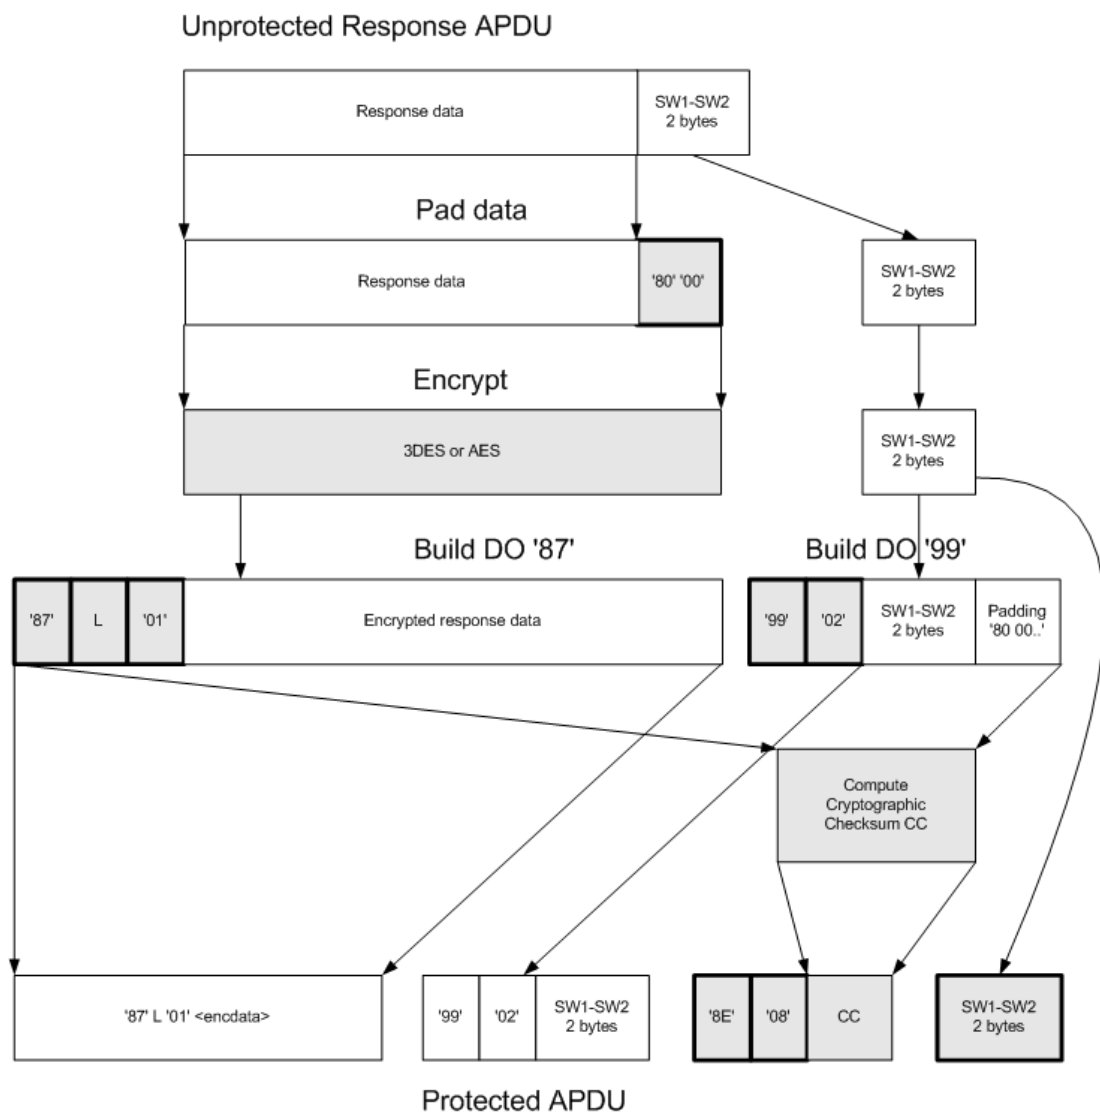 Unprotected Response APDU
Response data
SW1-SW2
2 bytes
Pad data
Response data
'80' '00'
SW1-SW2
2 bytes
Encrypt
3DES or AES
SW1-SW2
2 bytes
Build DO '87'
Build DO '99'
'87'
L
'01'
Encrypted response data
'99'
'02'
SW1-SW2
2 bytes
Padding
'80 00..'
Compute
Cryptographic
Checksum CC
'87' L '01' <encdata>
'99'
'02'
SW1-SW2
2 bytes
'8E'
'08'
CC
SW1-SW2
2 bytes
Protected APDU